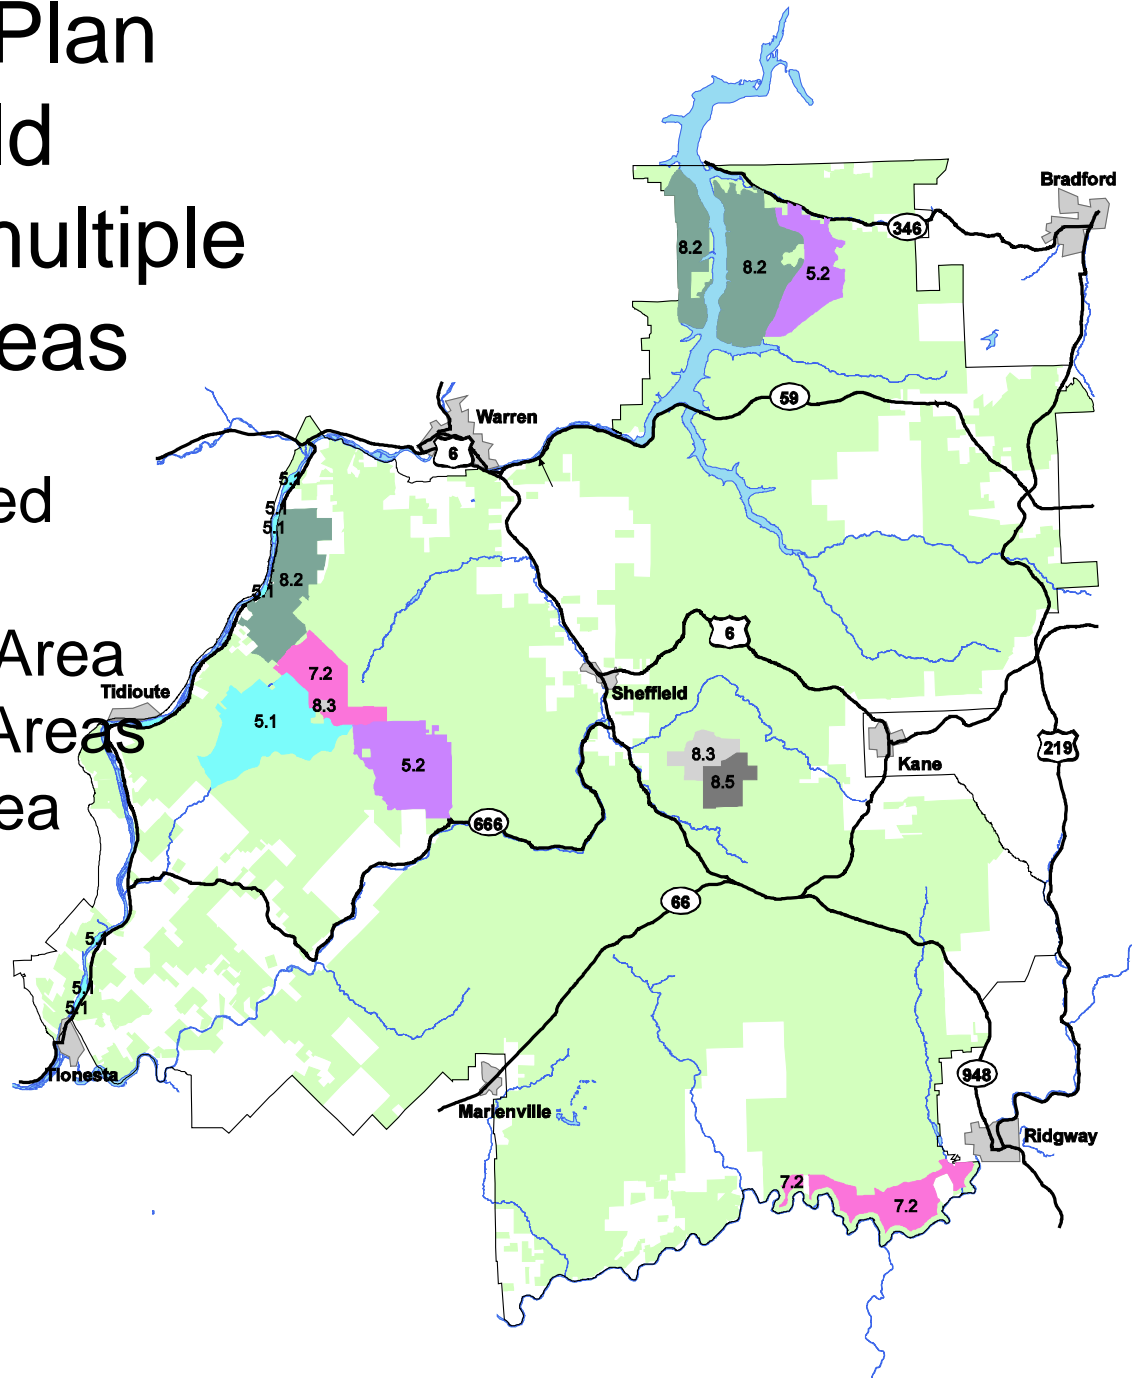 Plan
ld
nultiple
eas
ed
Area
Areas
ea
Bradford
346
8.2
8.2
5.2
59
Warren
6
5.1
5.1
5.1
8.2
5.1
6
7.2
Sheffield
Tidioute
8.3
5.1
219
8.3
Kane
5.2
8.5
666
66
5.1
5.1
5.1
Tionesta
948
Marienville
Ridgway
7.2
7.2